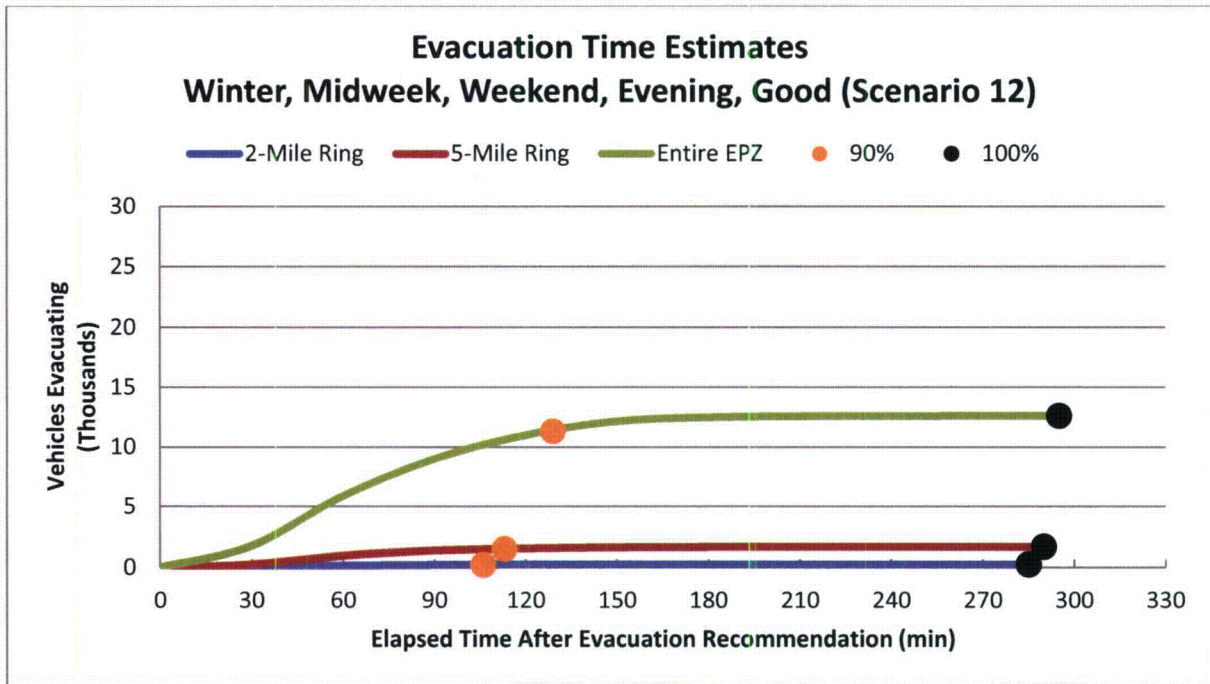 Evacuation Time Estimates
Winter, Midweek, Weekend, Evening, Good (Scenario 12)
2-Mile Ring 5-Mile Ring Entire EPZ 90% 100%
Vehicles Evacuating
(Thousands)
30
25
20
15
10
5
0
0 30 60 90 120 150 180 210 240 270 300 330
Elapsed Time After Evacuation Recommendation (min)